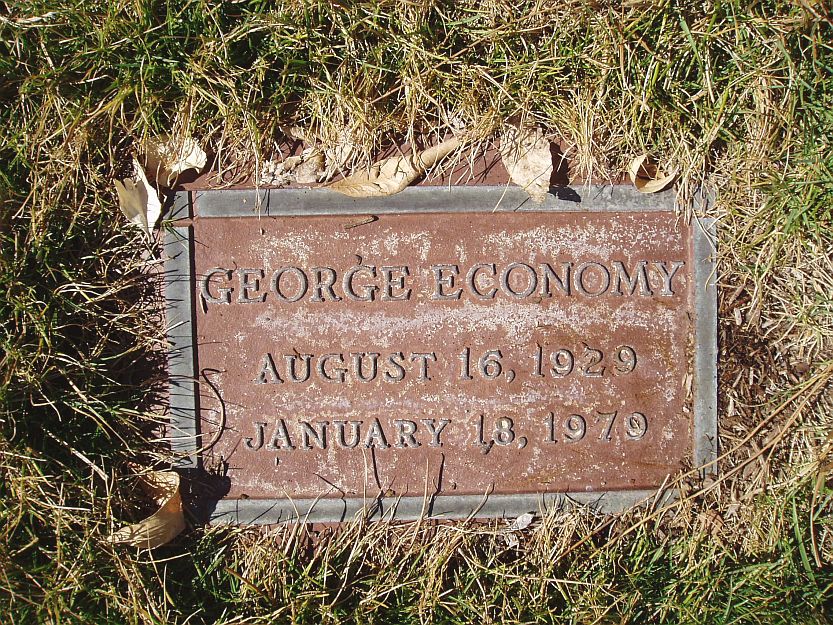 GEORGE ECONOMY
AUGUST 16, 1929
JANUARY 18, 1979